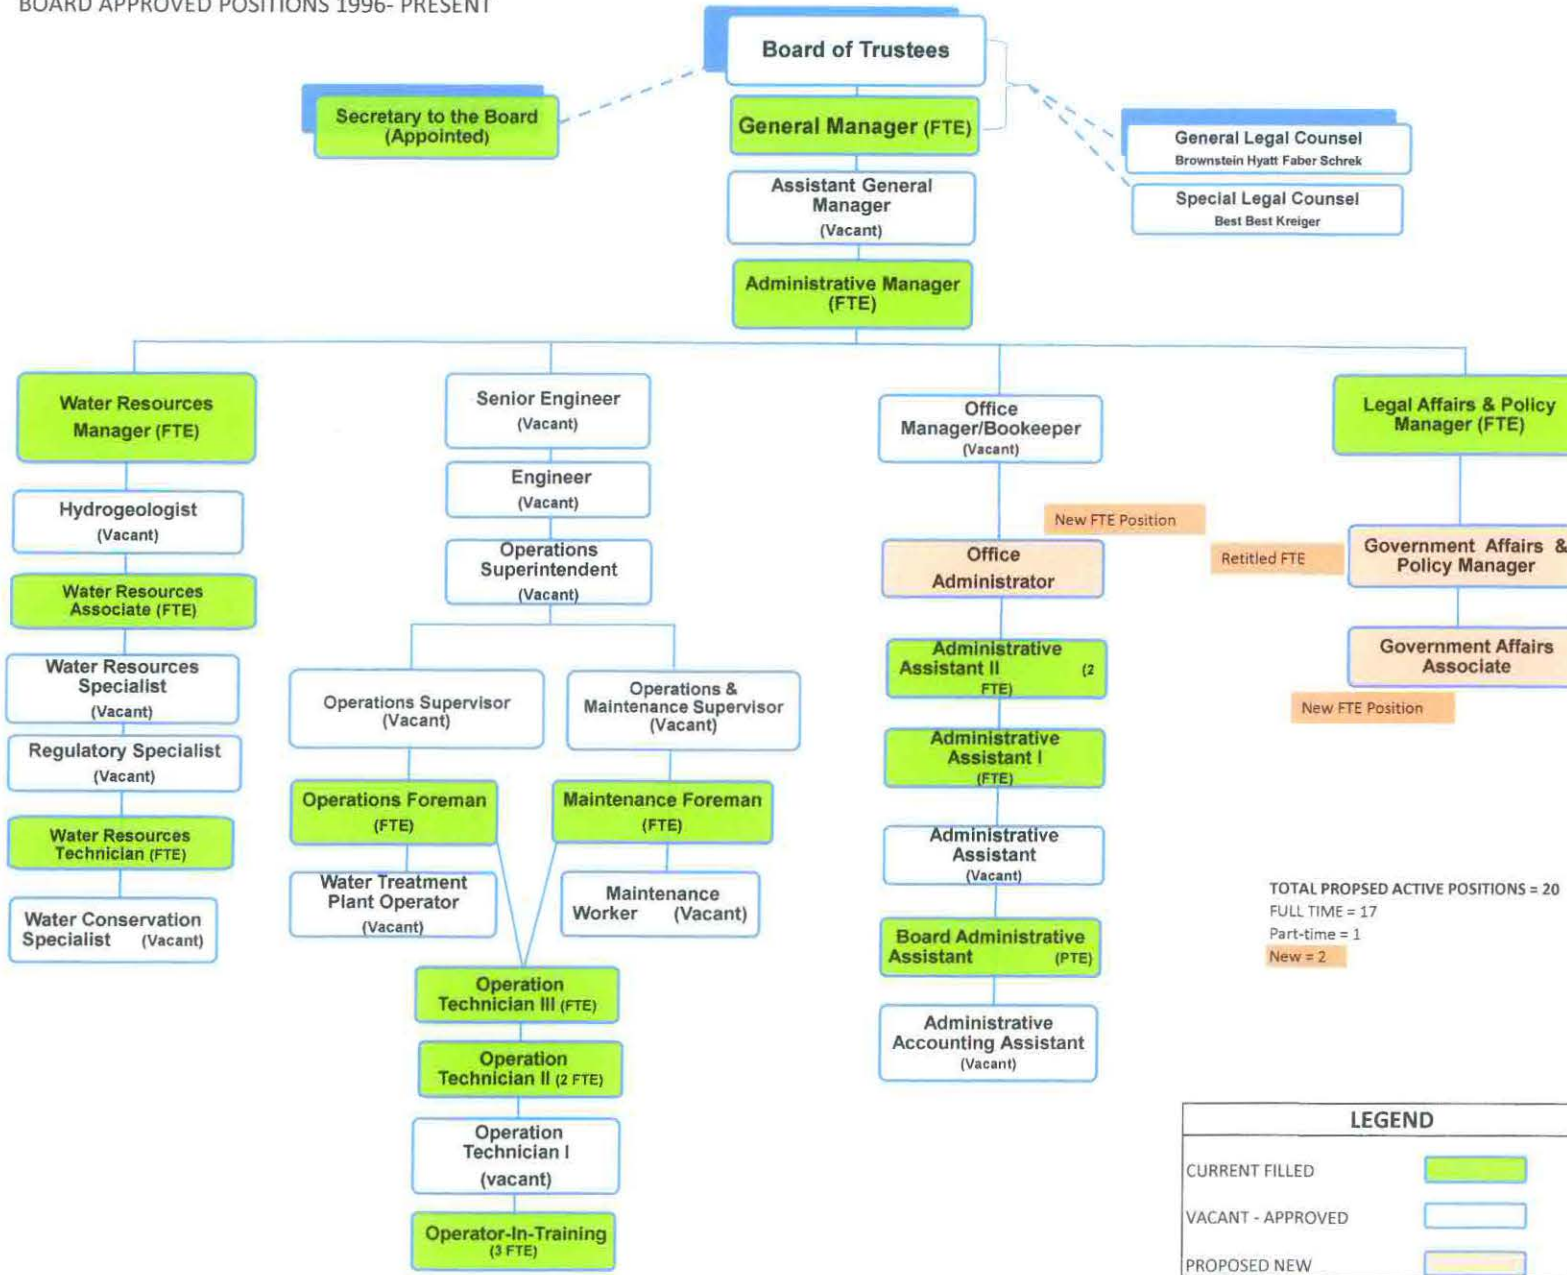 BOARD APPROVED POSITIONS 1996- PRESENT
Board of Trustees
Secretary to the Board
(Appointed)
General Manager (FTE)
General Legal Counsel
Brownstein Hyatt Faber Schrek
Special Legal Counsel
Best Best Kreiger
Assistant General
Manager
(Vacant)
Administrative Manager
(FTE)
Water Resources
Manager (FTE)
Hydrogeologist
(Vacant)
Water Resources
Associate (FTE)
Water Resources
Specialist
(Vacant)
Regulatory Specialist
(Vacant)
Water Resources
Technician (FTE)
Water Conservation
Specialist (Vacant)
Senior Engineer
(Vacant)
Engineer
(Vacant)
Operations
Superintendent
(Vacant)
Operations Supervisor
(Vacant)
Operations &
Maintenance Supervisor
(Vacant)
Operations Foreman
(FTE)
Maintenance Foreman
(FTE)
Water Treatment
Plant Operator
(Vacant)
Maintenance
Worker (Vacant)
Operation
Technician III (FTE)
Operation
Technician II (2 FTE)
Operation
Technician I
(vacant)
Operator-In-Training
(3 FTE)
Office
Manager/Bookeeper
(Vacant)
New FTE Position
Office
Administrator
Administrative
Assistant II (2
FTE)
Administrative
Assistant I
(FTE)
Administrative
Assistant
(Vacant)
Board Administrative
Assistant (PTE)
Administrative
Accounting Assistant
(Vacant)
Legal Affairs & Policy
Manager (FTE)
Retitled FTE
Government Affairs &
Policy Manager
Government Affairs
Associate
New FTE Position
TOTAL PROPSED ACTIVE POSITIONS = 20
FULL TIME = 17
Part-time = 1
New = 2
LEGEND
CURRENT FILLED
VACANT - APPROVED
PROPOSED NEW